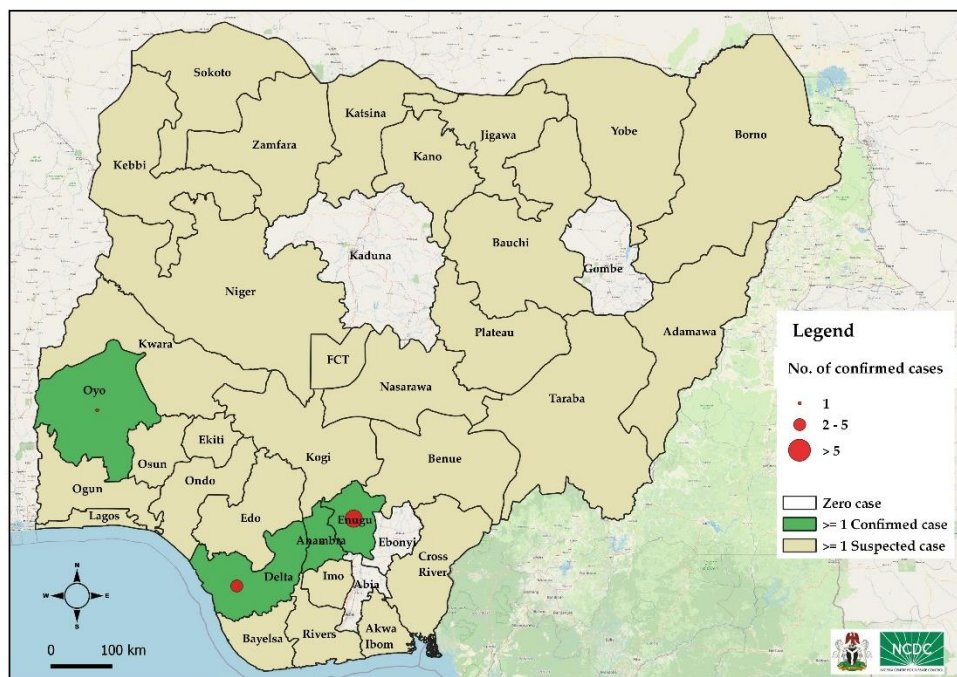 Sokoto
Katsina
Yobe
Borno
Jigawa
Zamfara
Kano
Kebbi
Bauchi
Kaduna
Gombe
Niger
Adamawa
Plateau
Kwara
FCT
Nasarawa
Taraba
Oyo
Ekiti
Osun
Kogi
Benue
Ogun
Ondo
Lagos
Edo
Enugu
Anambra
Ebonyi
Cross
River
Delta
Imo
Abia
Bayelsa
Rivers
Akwa
Ibom
Legend
No. of confirmed cases
1
2 - 5
> 5
Zero case
>= 1 Confirmed case
>= 1 Suspected case
N
W
E
S
0
100 km
NCDC